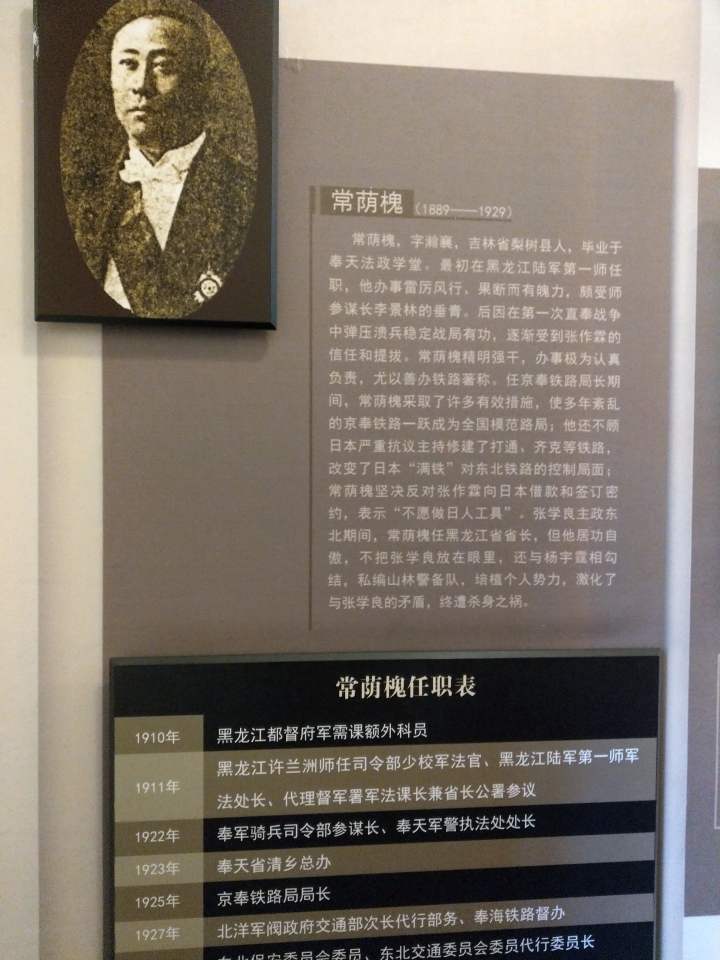 常荫槐（1889——1929）
常荫槐，字瀚襄，吉林省梨树县人，毕业于
奉天法政学堂。最初在黑龙江陆军第一师任
职，他办事雷厉风行、果断而有魄力，颇受师
参谋长李景林的垂青。后因在第一次直奉战争
中弹压溃兵稳定战局有功，逐渐受到张作霖的
信任和提拔。常荫槐精明强干，办事极为认真
负责，尤以善办铁路著称。任京奉铁路局长期
间，常荫槐采取了许多有效措施，使多年紊乱
的京奉铁路一跃成为全国模范路局；他还不顾
日本严重抗议主持修建了打通、齐克等铁路，
改变了日本“满铁”对东北铁路的控制局面；
常荫槐坚决反对张作霖向日本借款和签订密
约，表示“不愿做日人工具”。张学良主政东
北期间，常荫槐任黑龙江省省长，但他居功自
傲，不把张学良放在眼里，还与杨宇霆相勾
结，私编山林警备队，培植个人势力，激化了
与张学良的矛盾，终遭杀身之祸。
常荫槐任职表
1910年 黑龙江都督府军需课额外科员
1911年 黑龙江许兰洲师任司令部少校军法官、黑龙江陆军第一师军
法处长、代理督军署军法课长兼省长公署参议
1922年 奉军骑兵司令部参谋长、奉天军警执法处处长
1923年 奉天省清乡总办
1925年 京奉铁路局局长
1927年 北洋军阀政府交通部次长代行部务、奉海铁路督办
东北保安委员会委员、东北交通委员会委员代行委员长